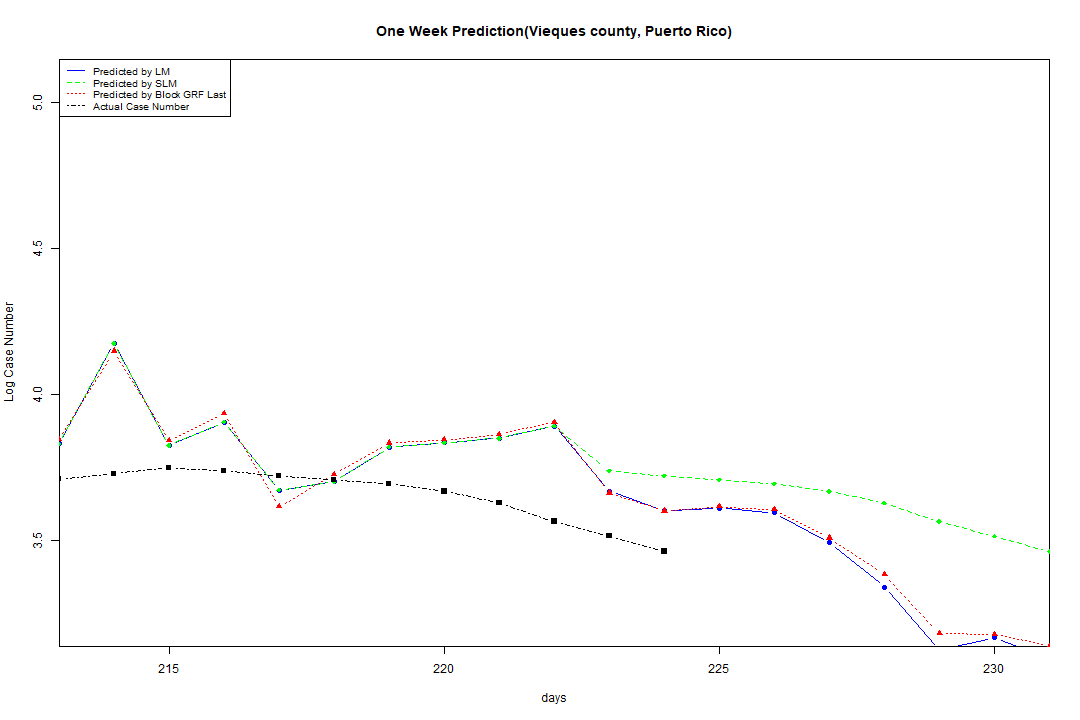 One Week Prediction(Vieques county, Puerto Rico)
Predicted by LM
Predicted by SLM
Predicted by Block GRF Last
Actual Case Number
5.0
4.5
4.0
3.5
Log Case Number
215 220 225 230
days